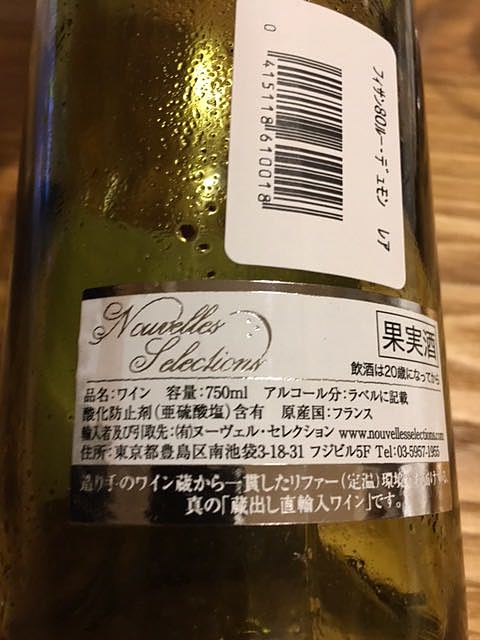 フィサン80ルー・デュモン レア
0 415118 610018
Nouvelles
Selections
果実酒
飲酒は20歳になってから
品名:ワイン 容量:750ml アルコール分:ラベルに記載
酸化防止剤(亜硫酸塩)含有 原産国:フランス
輸入者及び引取先:(有)ヌーヴェル・セレクション www.nouvellesselections.com
住所:東京都豊島区南池袋3-18-31 フジビル5F Tel:03-5957-1955
造り手のワイン蔵から一貫したリファー(定温)環境
真の「蔵出し直輸入ワイン」です。